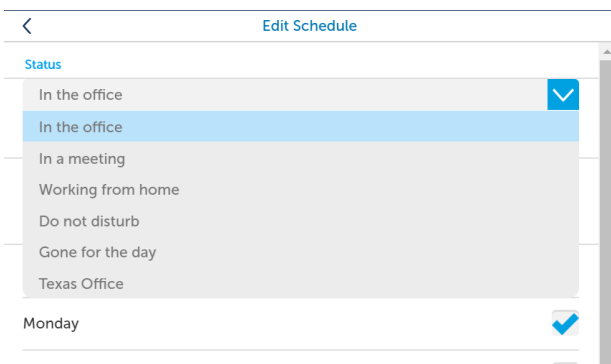 Edit Schedule
Status
In the office
In the office
In a meeting
Working from home
Do not disturb
Gone for the day
Texas Office
Monday